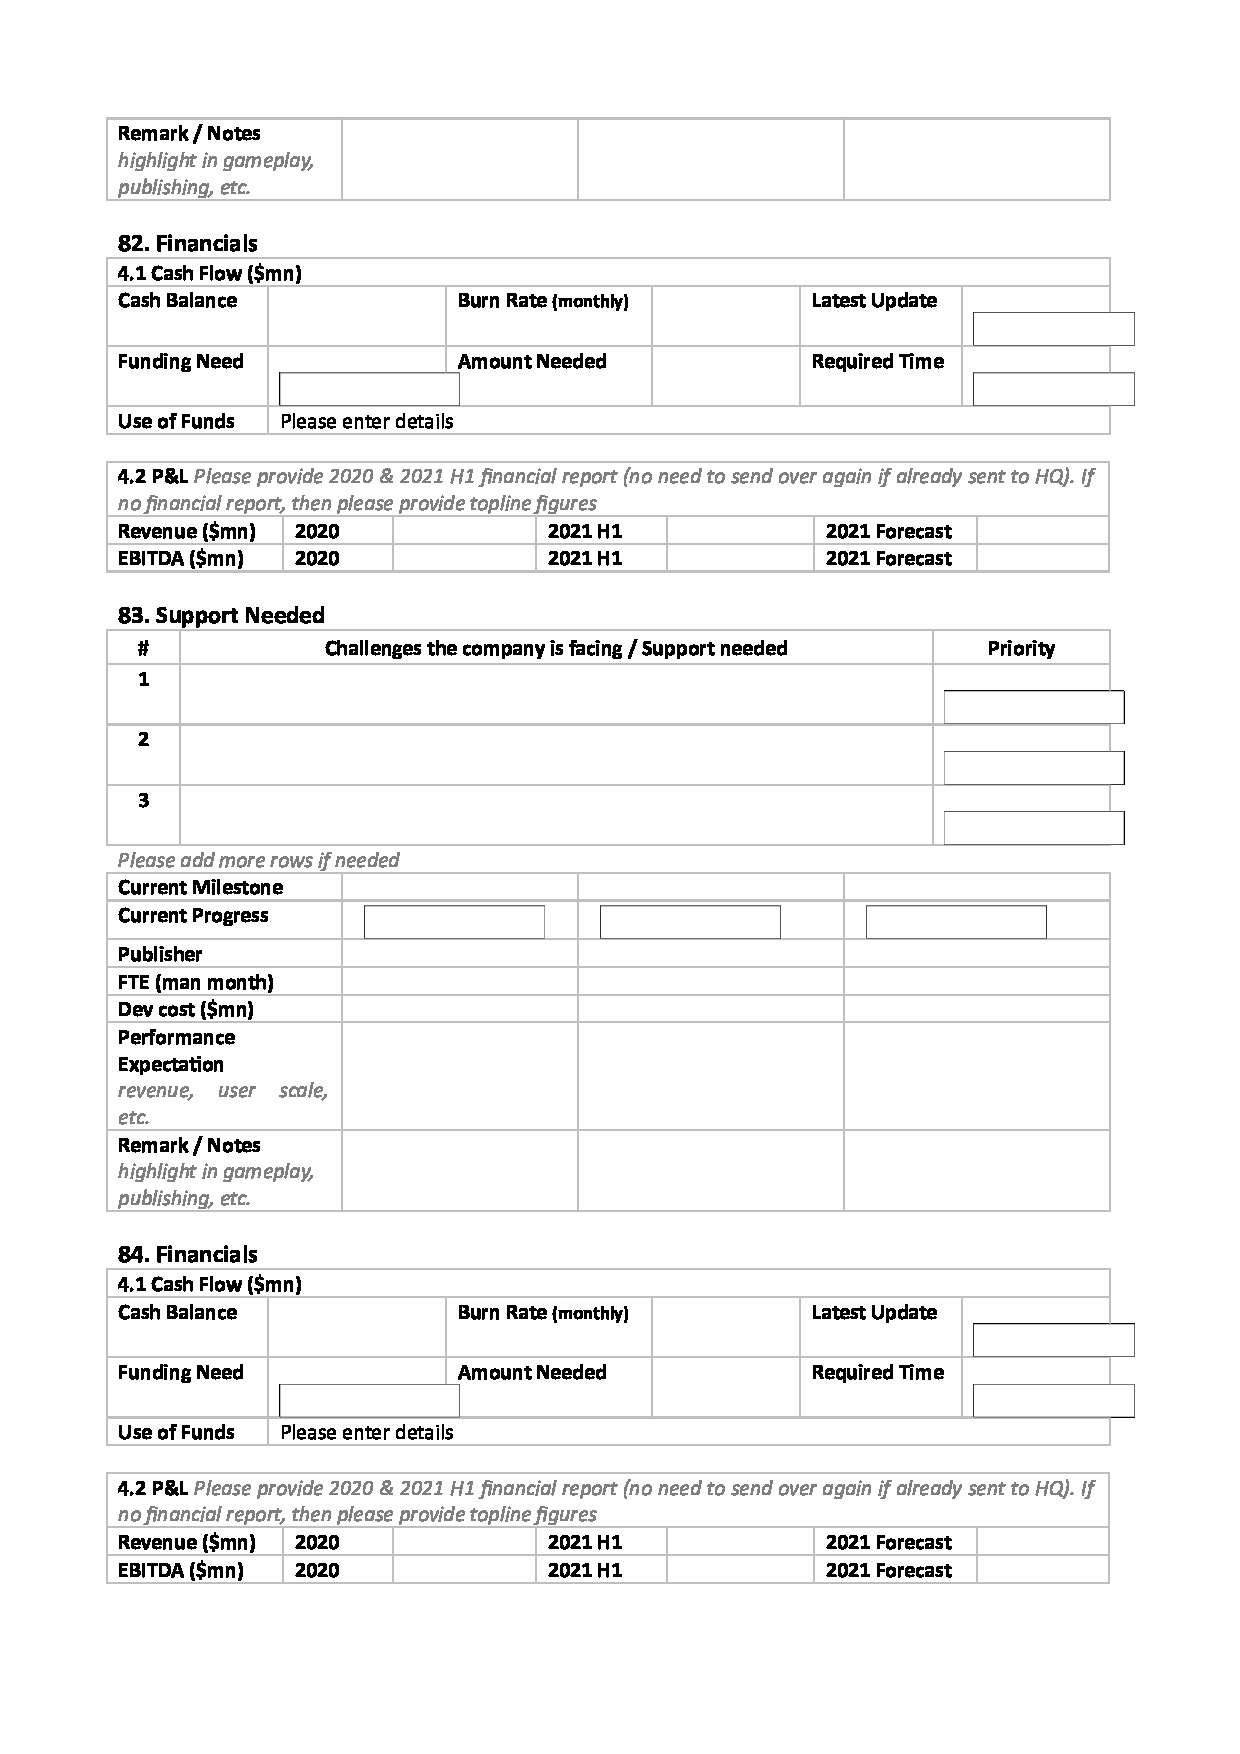 Remark / Notes
highlight in gameplay,
publishing, etc.
82. Financials
4.1 Cash Flow ($mn)
Cash Balance Burn Rate (monthly) Latest Update
Funding Need Amount Needed Required Time
Use of Funds Please enter details
4.2 P&L Please provide 2020 & 2021 H1 financial report (no need to send over again if already sent to HQ). If
no financial report, then please provide topline figures
Revenue ($mn) 2020 2021 H1 2021 Forecast
EBITDA ($mn) 2020 2021 H1 2021 Forecast
83. Support Needed
# Challenges the company is facing / Support needed Priority
1
2
3
Please add more rows if needed
Current Milestone
Current Progress
Publisher
FTE (man month)
Dev cost ($mn)
Performance
Expectation
revenue, user scale,
etc.
Remark / Notes
highlight in gameplay,
publishing, etc.
84. Financials
4.1 Cash Flow ($mn)
Cash Balance Burn Rate (monthly) Latest Update
Funding Need Amount Needed Required Time
Use of Funds Please enter details
4.2 P&L Please provide 2020 & 2021 H1 financial report (no need to send over again if already sent to HQ). If
no financial report, then please provide topline figures
Revenue ($mn) 2020 2021 H1 2021 Forecast
EBITDA ($mn) 2020 2021 H1 2021 Forecast